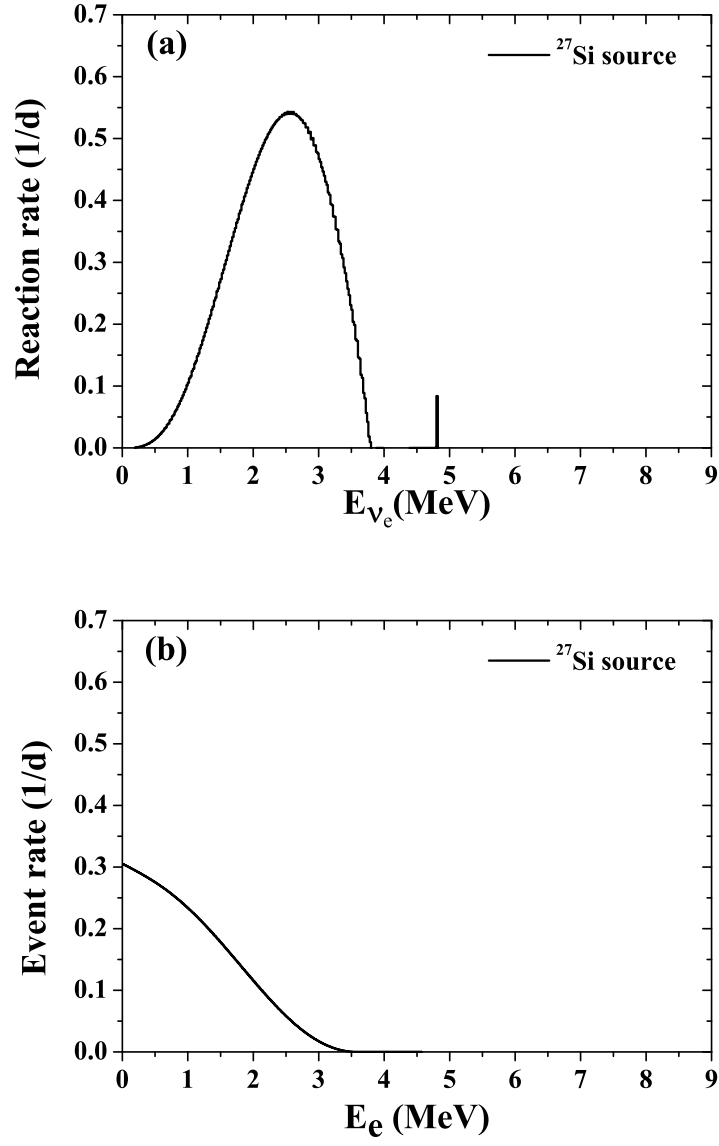 (a)
²⁷Si source
Reaction rate (1/d)
0.7
0.6
0.5
0.4
0.3
0.2
0.1
0.0
0 1 2 3 4 5 6 7 8 9
E_νₑ(MeV)
(b)
²⁷Si source
Event rate (1/d)
0.7
0.6
0.5
0.4
0.3
0.2
0.1
0.0
0 1 2 3 4 5 6 7 8 9
Eₑ (MeV)